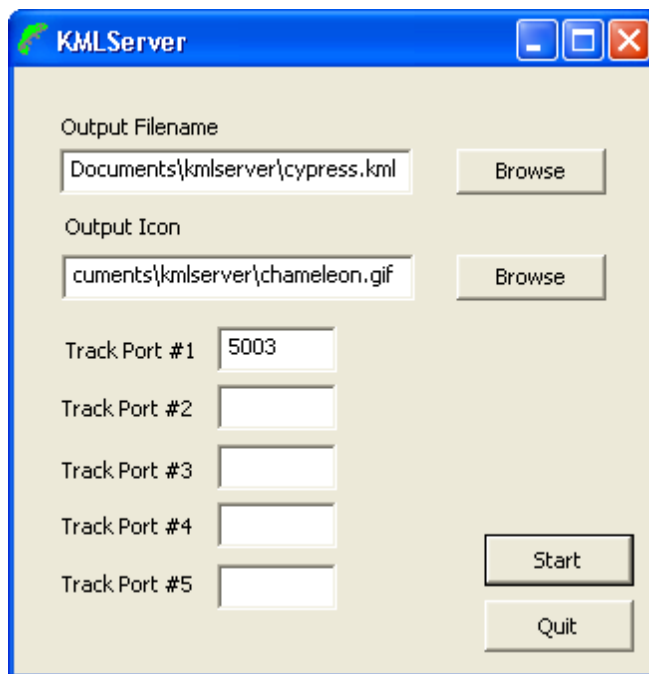 KMLServer
Output Filename
Documents\kmlserver\cypress.kml
Browse
Output Icon
cuments\kmlserver\chameleon.gif
Browse
Track Port #1
5003
Track Port #2
Track Port #3
Track Port #4
Track Port #5
Start
Quit